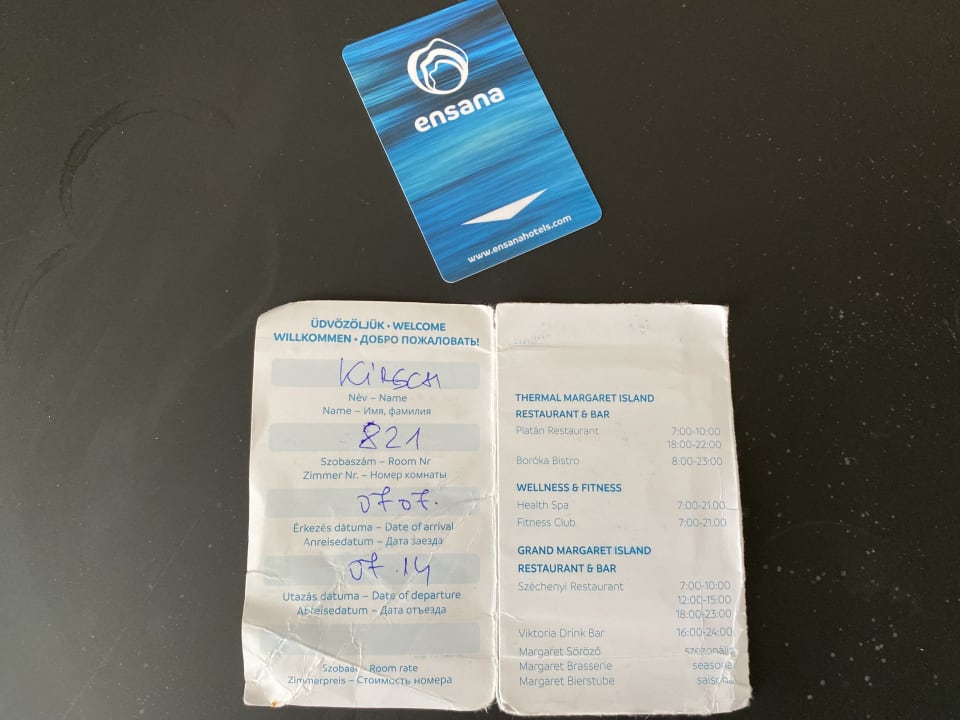 ensana
www.ensanahotels.com
ÜDVÖZÖLJÜK • WELCOME
WILLKOMMEN • ДОБРО ПОЖАЛОВАТЬ!
KIRSCH
Név – Name
Name – Имя, фамилия
821
Szobaszám – Room Nr
Zimmer Nr. – Номер комнаты
07 07.
Érkezés dátuma – Date of arrival
Anreisedatum – Дата заезда
07.14
Utazás dátuma – Date of departure
Abreisedatum – Дата отъезда
Szobaár – Room rate
Zimmerpreis – Стоимость номера
THERMAL MARGARET ISLAND
RESTAURANT & BAR
Platán Restaurant 7:00-10:00
18:00-22:00
Boróka Bistro 8:00-23:00
WELLNESS & FITNESS
Health Spa 7:00-21.00
Fitness Club 7:00-21.00
GRAND MARGARET ISLAND
RESTAURANT & BAR
Széchenyi Restaurant 7:00-10:00
12:00-15:00
18:00-23:00
Viktoria Drink Bar 16:00-24:00
Margaret Söröző szezonális
Margaret Brasserie seasonal
Margaret Bierstube saisonal